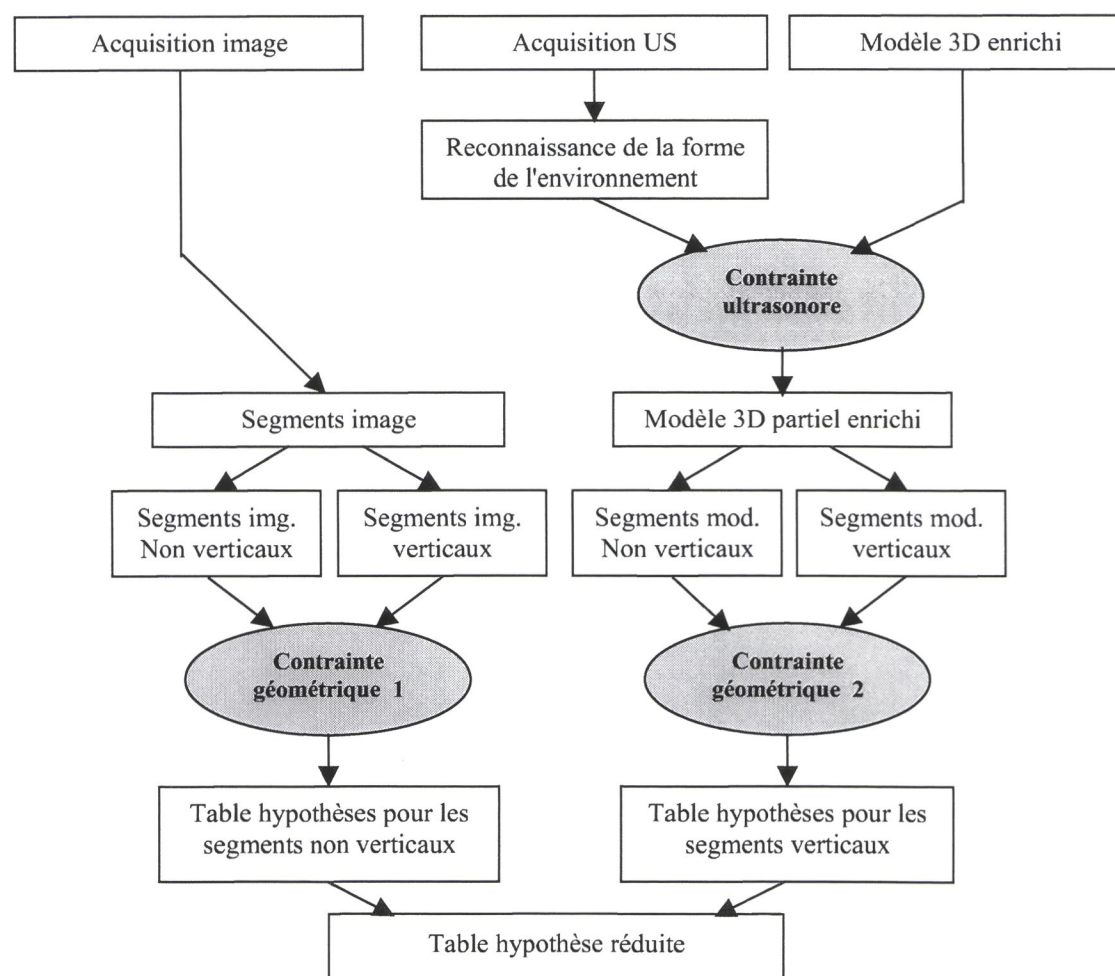 Acquisition image
Acquisition US
Modèle 3D enrichi
Reconnaissance de la forme
de l'environnement
Contrainte
ultrasonore
Segments image
Modèle 3D partiel enrichi
Segments img.
Non verticaux
Segments img.
verticaux
Segments mod.
Non verticaux
Segments mod.
verticaux
Contrainte
géométrique 1
Contrainte
géométrique 2
Table hypothèses pour les
segments non verticaux
Table hypothèses pour les
segments verticaux
Table hypothèse réduite